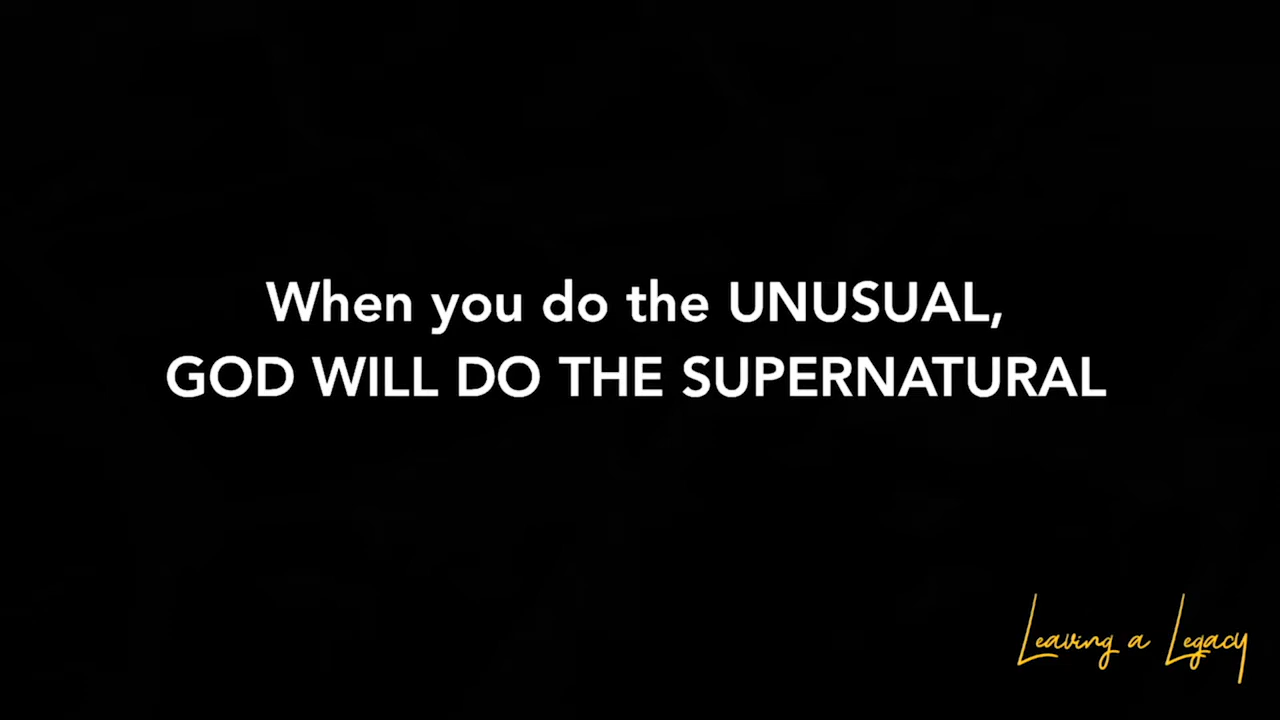 When you do the UNUSUAL,
GOD WILL DO THE SUPERNATURAL
Leaving a Legacy